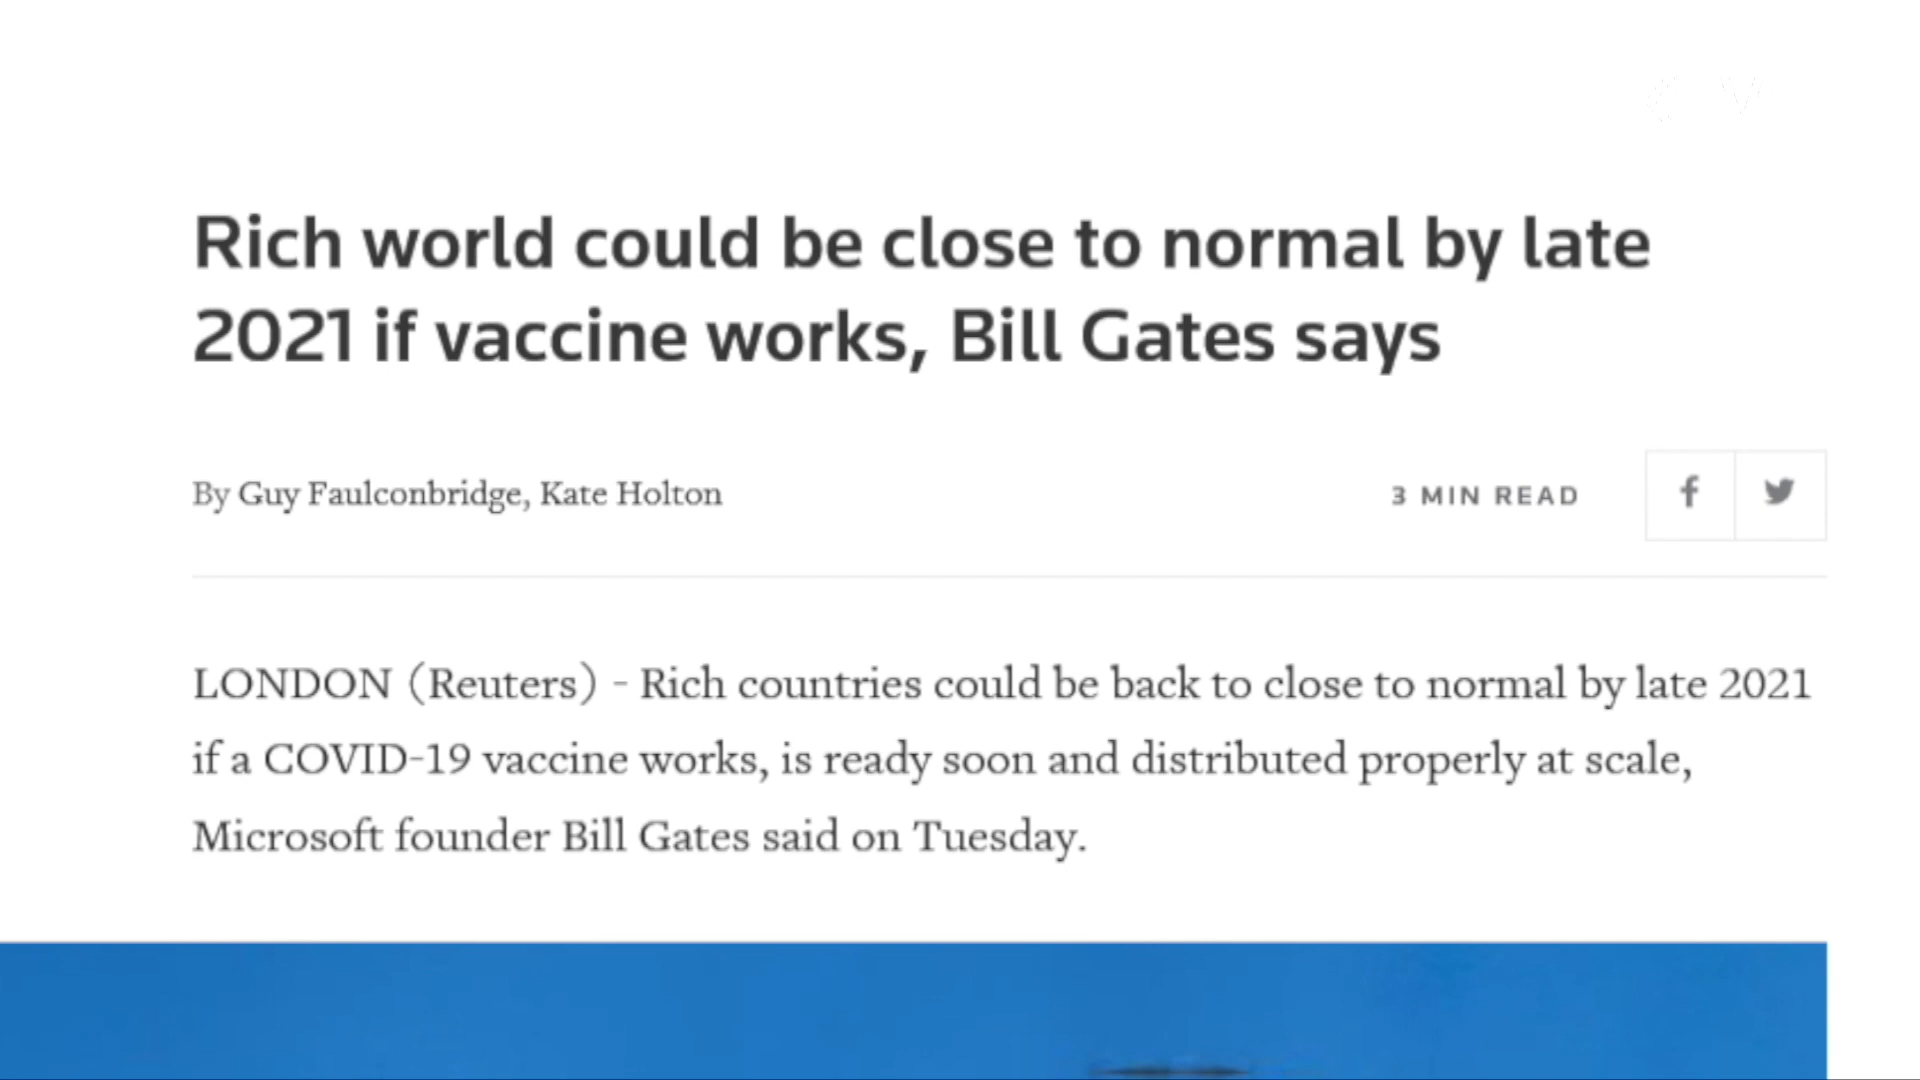 Rich world could be close to normal by late
2021 if vaccine works, Bill Gates says
By Guy Faulconbridge, Kate Holton
3 MIN READ
LONDON (Reuters) - Rich countries could be back to close to normal by late 2021
if a COVID-19 vaccine works, is ready soon and distributed properly at scale,
Microsoft founder Bill Gates said on Tuesday.